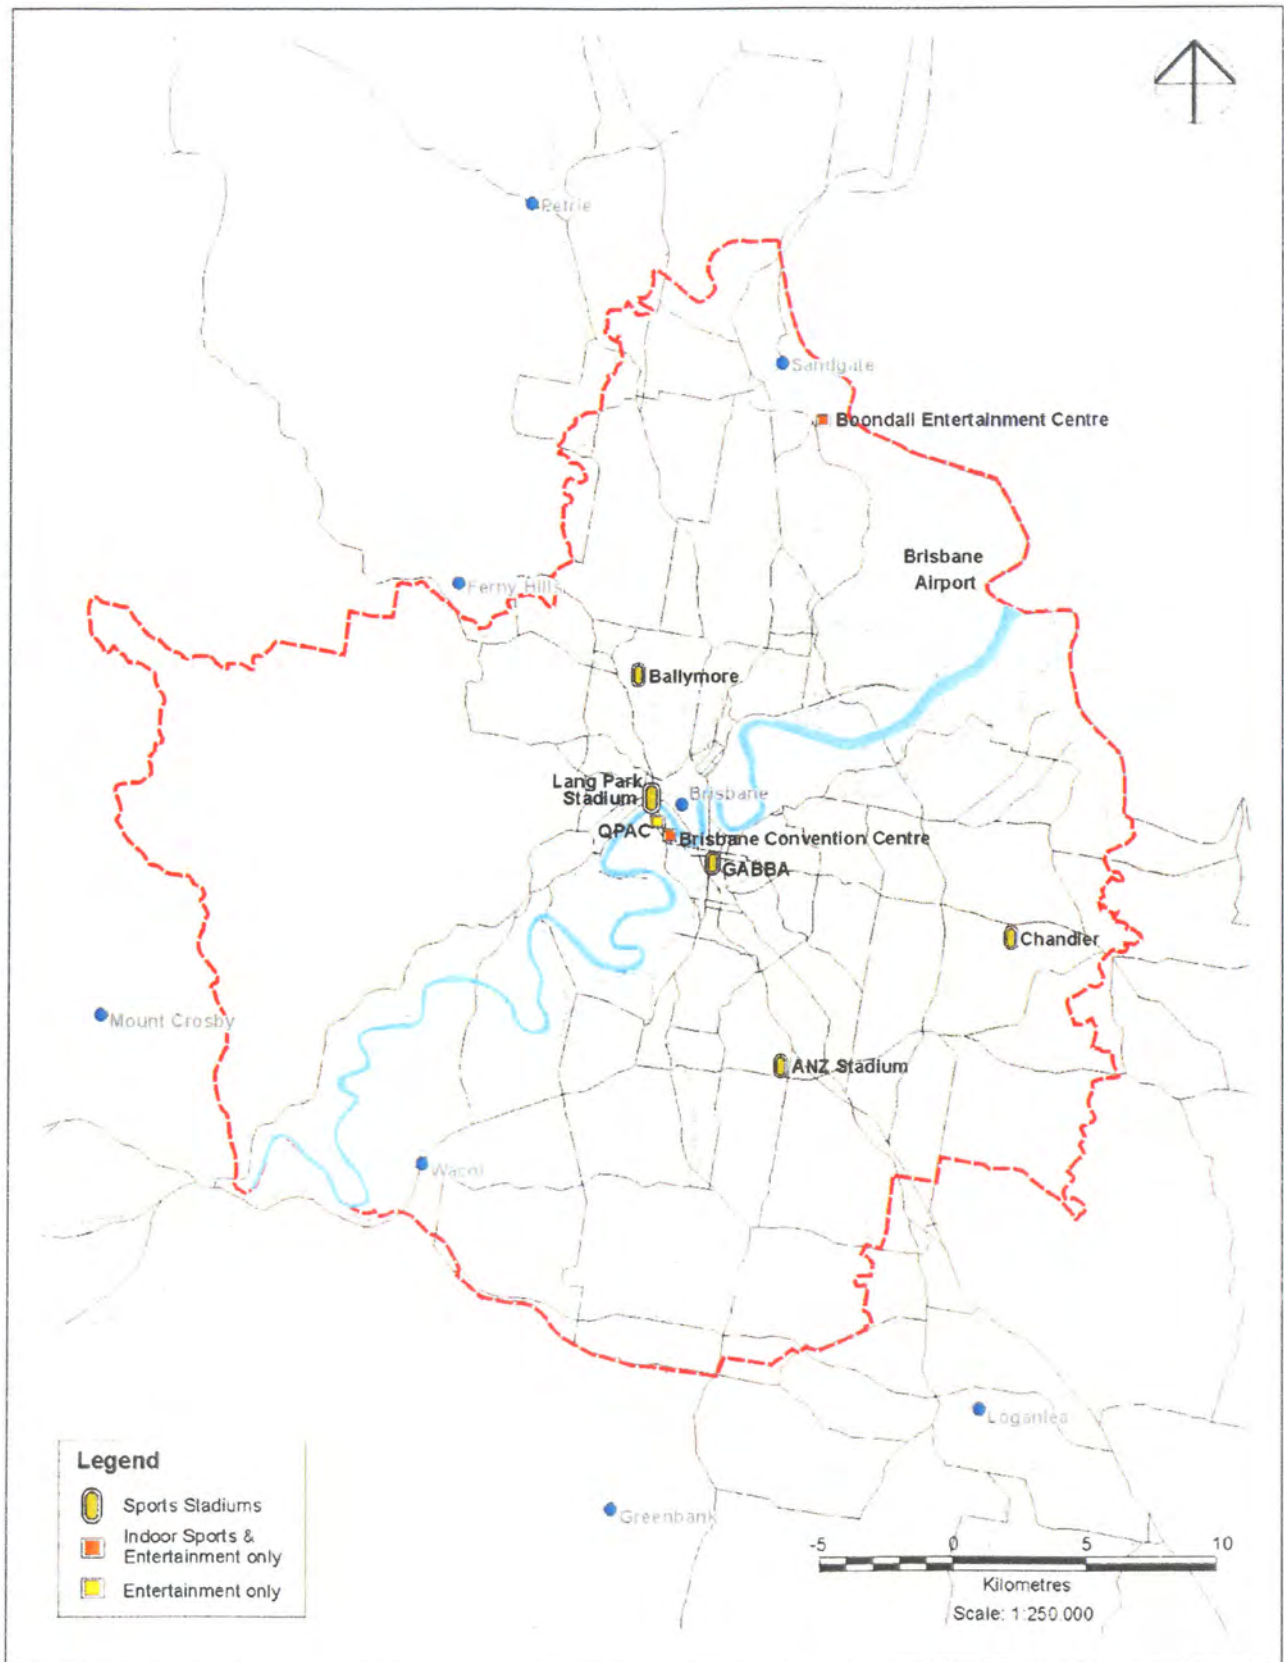 Petrie
Sandgate
Boondall Entertainment Centre
Brisbane
Airport
Ferny Hills
Ballymore
Lang Park
Stadium
Brisbane
QPAC
Brisbane Convention Centre
GABBA
Chandler
Mount Crosby
ANZ Stadium
Wacol
Loganlea
Legend
Sports Stadiums
Indoor Sports &
Entertainment only
Entertainment only
Greenbank
-5 0 5 10
Kilometres
Scale: 1:250.000